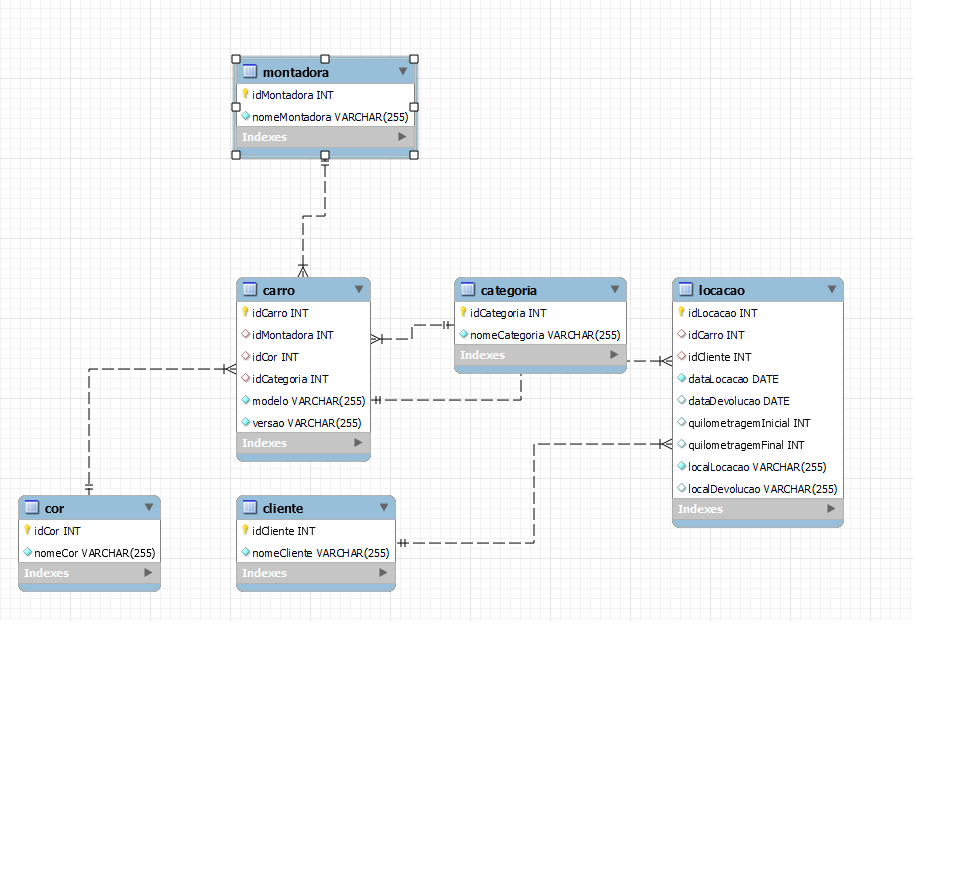 montadora
idMontadora INT
nomeMontadora VARCHAR(255)
Indexes
carro
idCarro INT
idMontadora INT
idCor INT
idCategoria INT
modelo VARCHAR(255)
versao VARCHAR(255)
Indexes
categoria
idCategoria INT
nomeCategoria VARCHAR(255)
Indexes
locacao
idLocacao INT
idCarro INT
idCliente INT
dataLocacao DATE
dataDevolucao DATE
quilometragemInicial INT
quilometragemFinal INT
localLocacao VARCHAR(255)
localDevolucao VARCHAR(255)
Indexes
cor
idCor INT
nomeCor VARCHAR(255)
Indexes
cliente
idCliente INT
nomeCliente VARCHAR(255)
Indexes